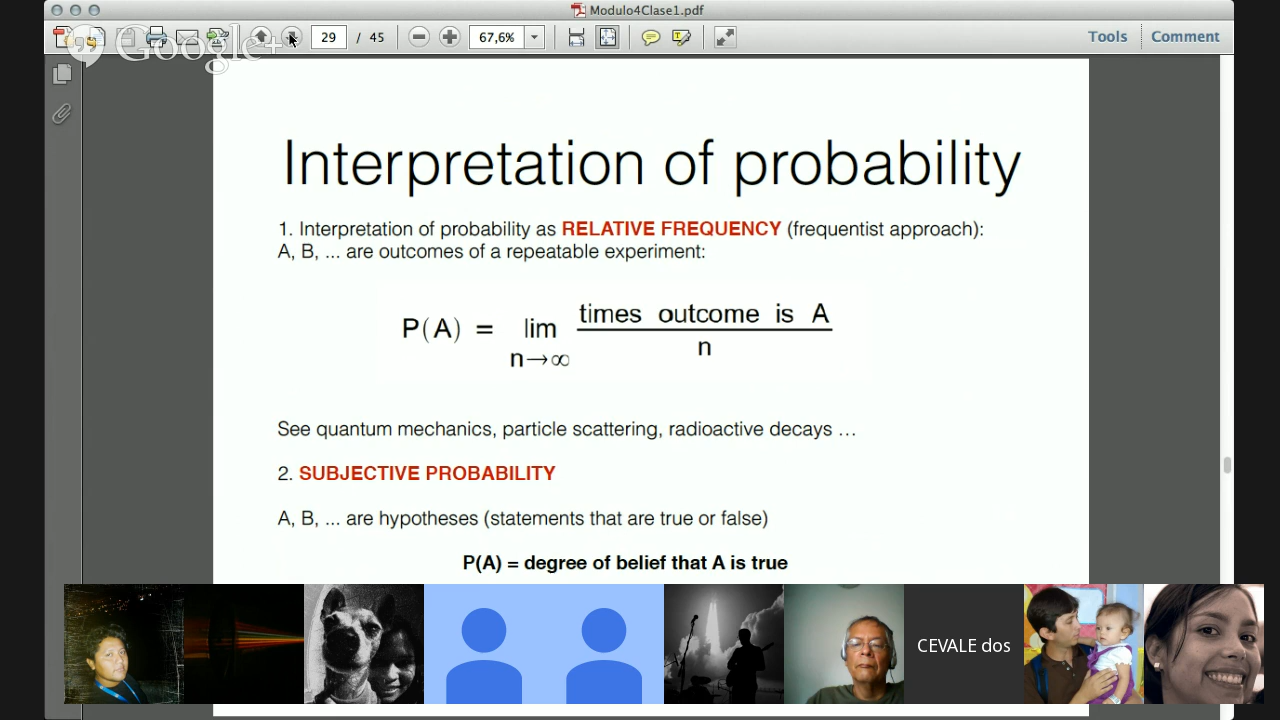 Modulo4Clase1.pdf
Google+
29 / 45
67,6%
Tools
Comment
Interpretation of probability
1. Interpretation of probability as RELATIVE FREQUENCY (frequentist approach):
A, B, ... are outcomes of a repeatable experiment:
P(A) = lim n→∞ times outcome is A / n
See quantum mechanics, particle scattering, radioactive decays …
2. SUBJECTIVE PROBABILITY
A, B, ... are hypotheses (statements that are true or false)
P(A) = degree of belief that A is true
CEVALE dos